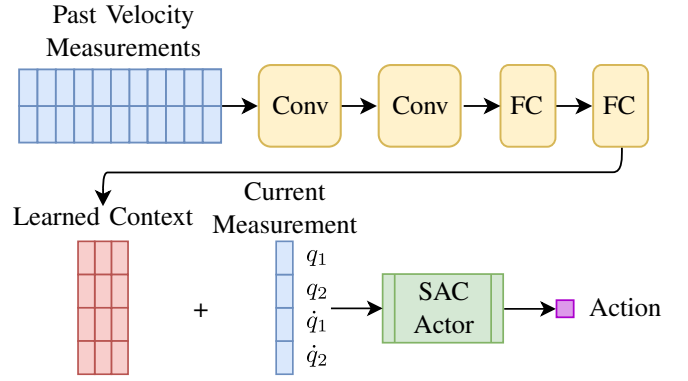 Past Velocity
Measurements
Conv
Conv
FC
FC
Learned Context
Current
Measurement
+
q₁
q₂
q̇₁
q̇₂
SAC
Actor
Action